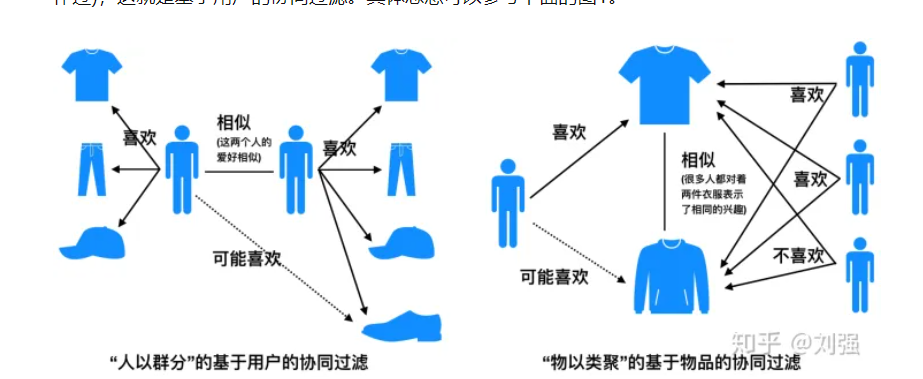 喜欢
相似
(这两个人的
爱好相似)
喜欢
可能喜欢
“人以群分”的基于用户的协同过滤
喜欢
相似
(很多人都对着
两件衣服表示
了相同的兴趣)
喜欢
喜欢
不喜欢
可能喜欢
知乎 @刘强
“物以类聚”的基于物品的协同过滤